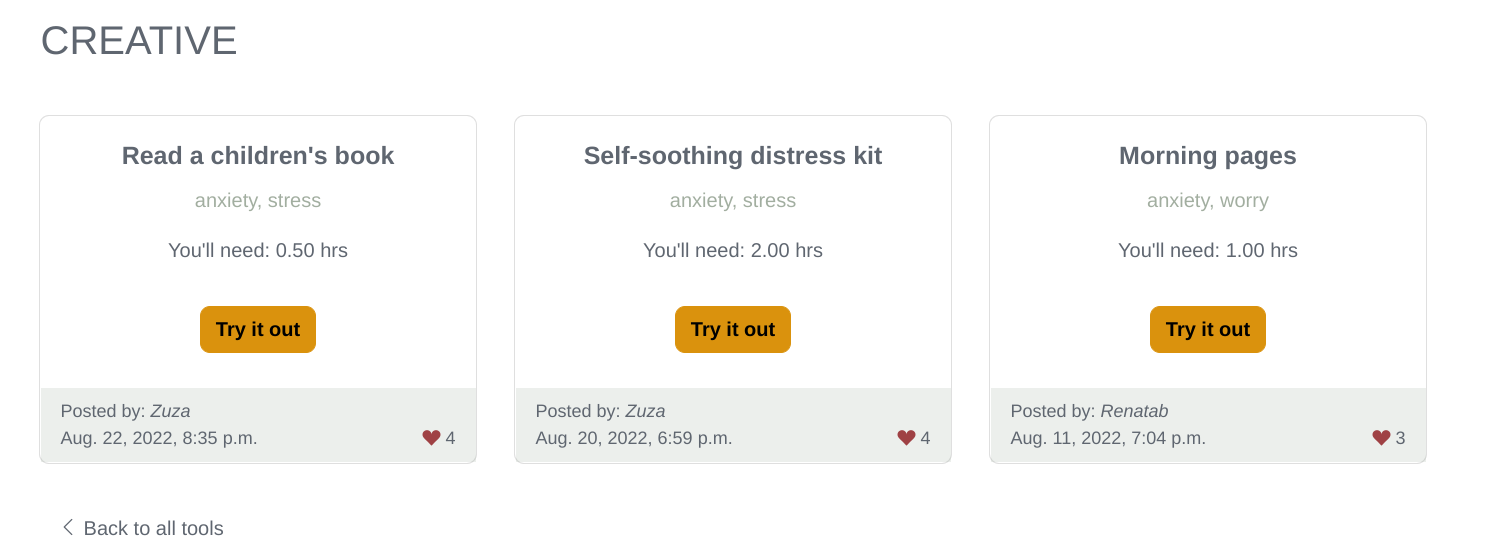 CREATIVE
Read a children's book
anxiety, stress
You'll need: 0.50 hrs
Try it out
Posted by: Zuza
Aug. 22, 2022, 8:35 p.m.
4
Self-soothing distress kit
anxiety, stress
You'll need: 2.00 hrs
Try it out
Posted by: Zuza
Aug. 20, 2022, 6:59 p.m.
4
Morning pages
anxiety, worry
You'll need: 1.00 hrs
Try it out
Posted by: Renatab
Aug. 11, 2022, 7:04 p.m.
3
Back to all tools